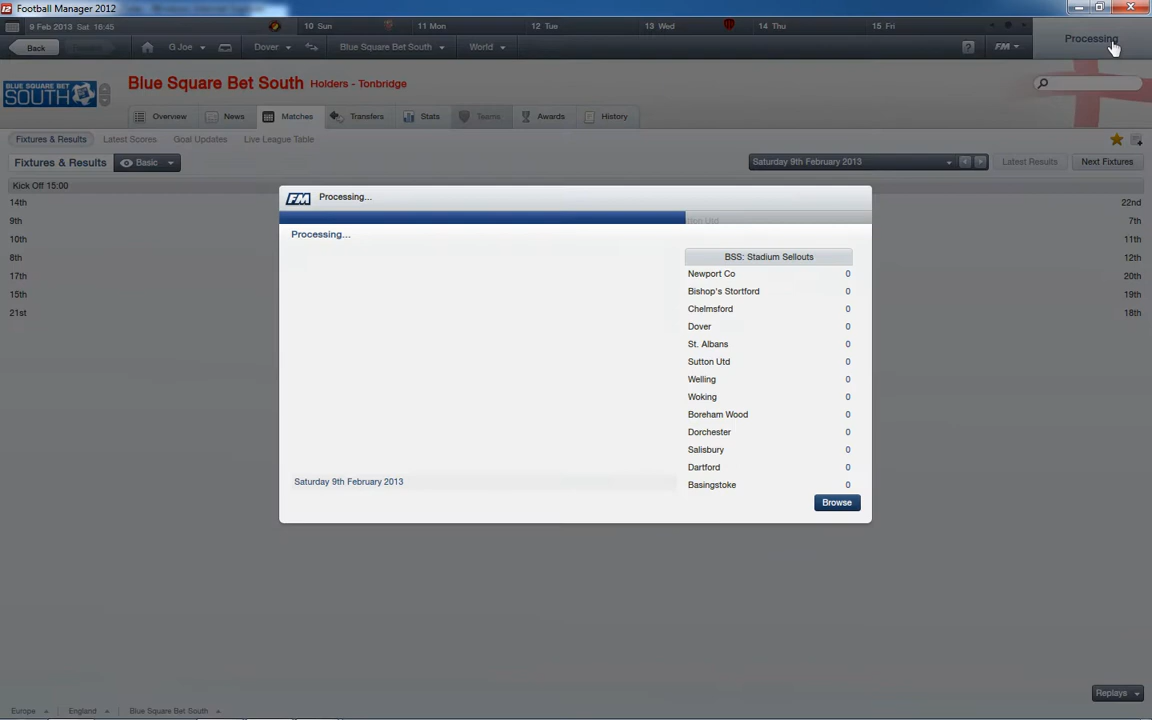 Football Manager 2012
9 Feb 2013 Sat 16:45
10 Sun
11 Mon
12 Tue
13 Wed
14 Thu
15 Fri
Processing
Back
G Joe
Dover
Blue Square Bet South
World
?
FM
BLUE SQUARE BET
SOUTH
Blue Square Bet South Holders - Tonbridge
Overview
News
Matches
Transfers
Stats
Teams
Awards
History
Fixtures & Results
Latest Scores
Goal Updates
Live League Table
Fixtures & Results
Basic
Saturday 9th February 2013
Latest Results
Next Fixtures
Kick Off 15:00
14th
22nd
9th
7th
10th
11th
8th
12th
17th
20th
15th
19th
21st
18th
FM Processing...
Processing...
BSS: Stadium Sellouts
Newport Co 0
Bishop's Stortford 0
Chelmsford 0
Dover 0
St. Albans 0
Sutton Utd 0
Welling 0
Woking 0
Boreham Wood 0
Dorchester 0
Salisbury 0
Dartford 0
Basingstoke 0
Saturday 9th February 2013
Browse
Replays
Europe
England
Blue Square Bet South